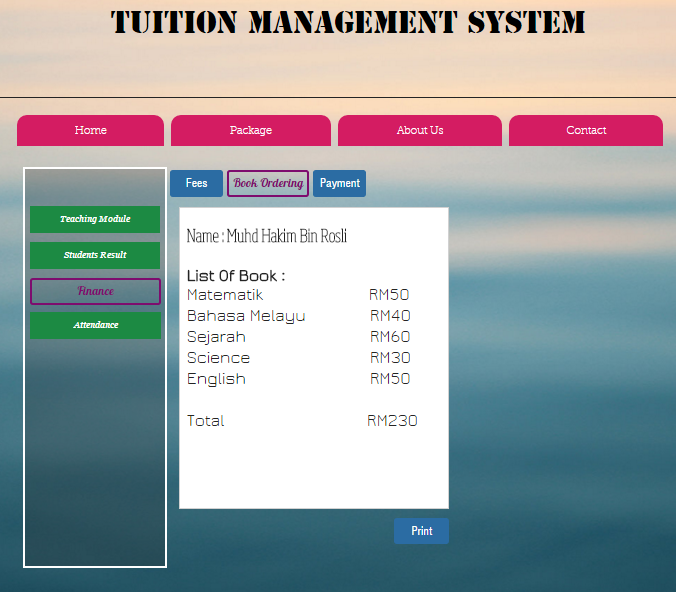 TUITION MANAGEMENT SYSTEM
Home Package About Us Contact
Fees Book Ordering Payment
Teaching Module
Students Result
Finance
Attendance
Name : Muhd Hakim Bin Rosli
List Of Book :
Matematik RM50
Bahasa Melayu RM40
Sejarah RM60
Science RM30
English RM50
Total RM230
Print